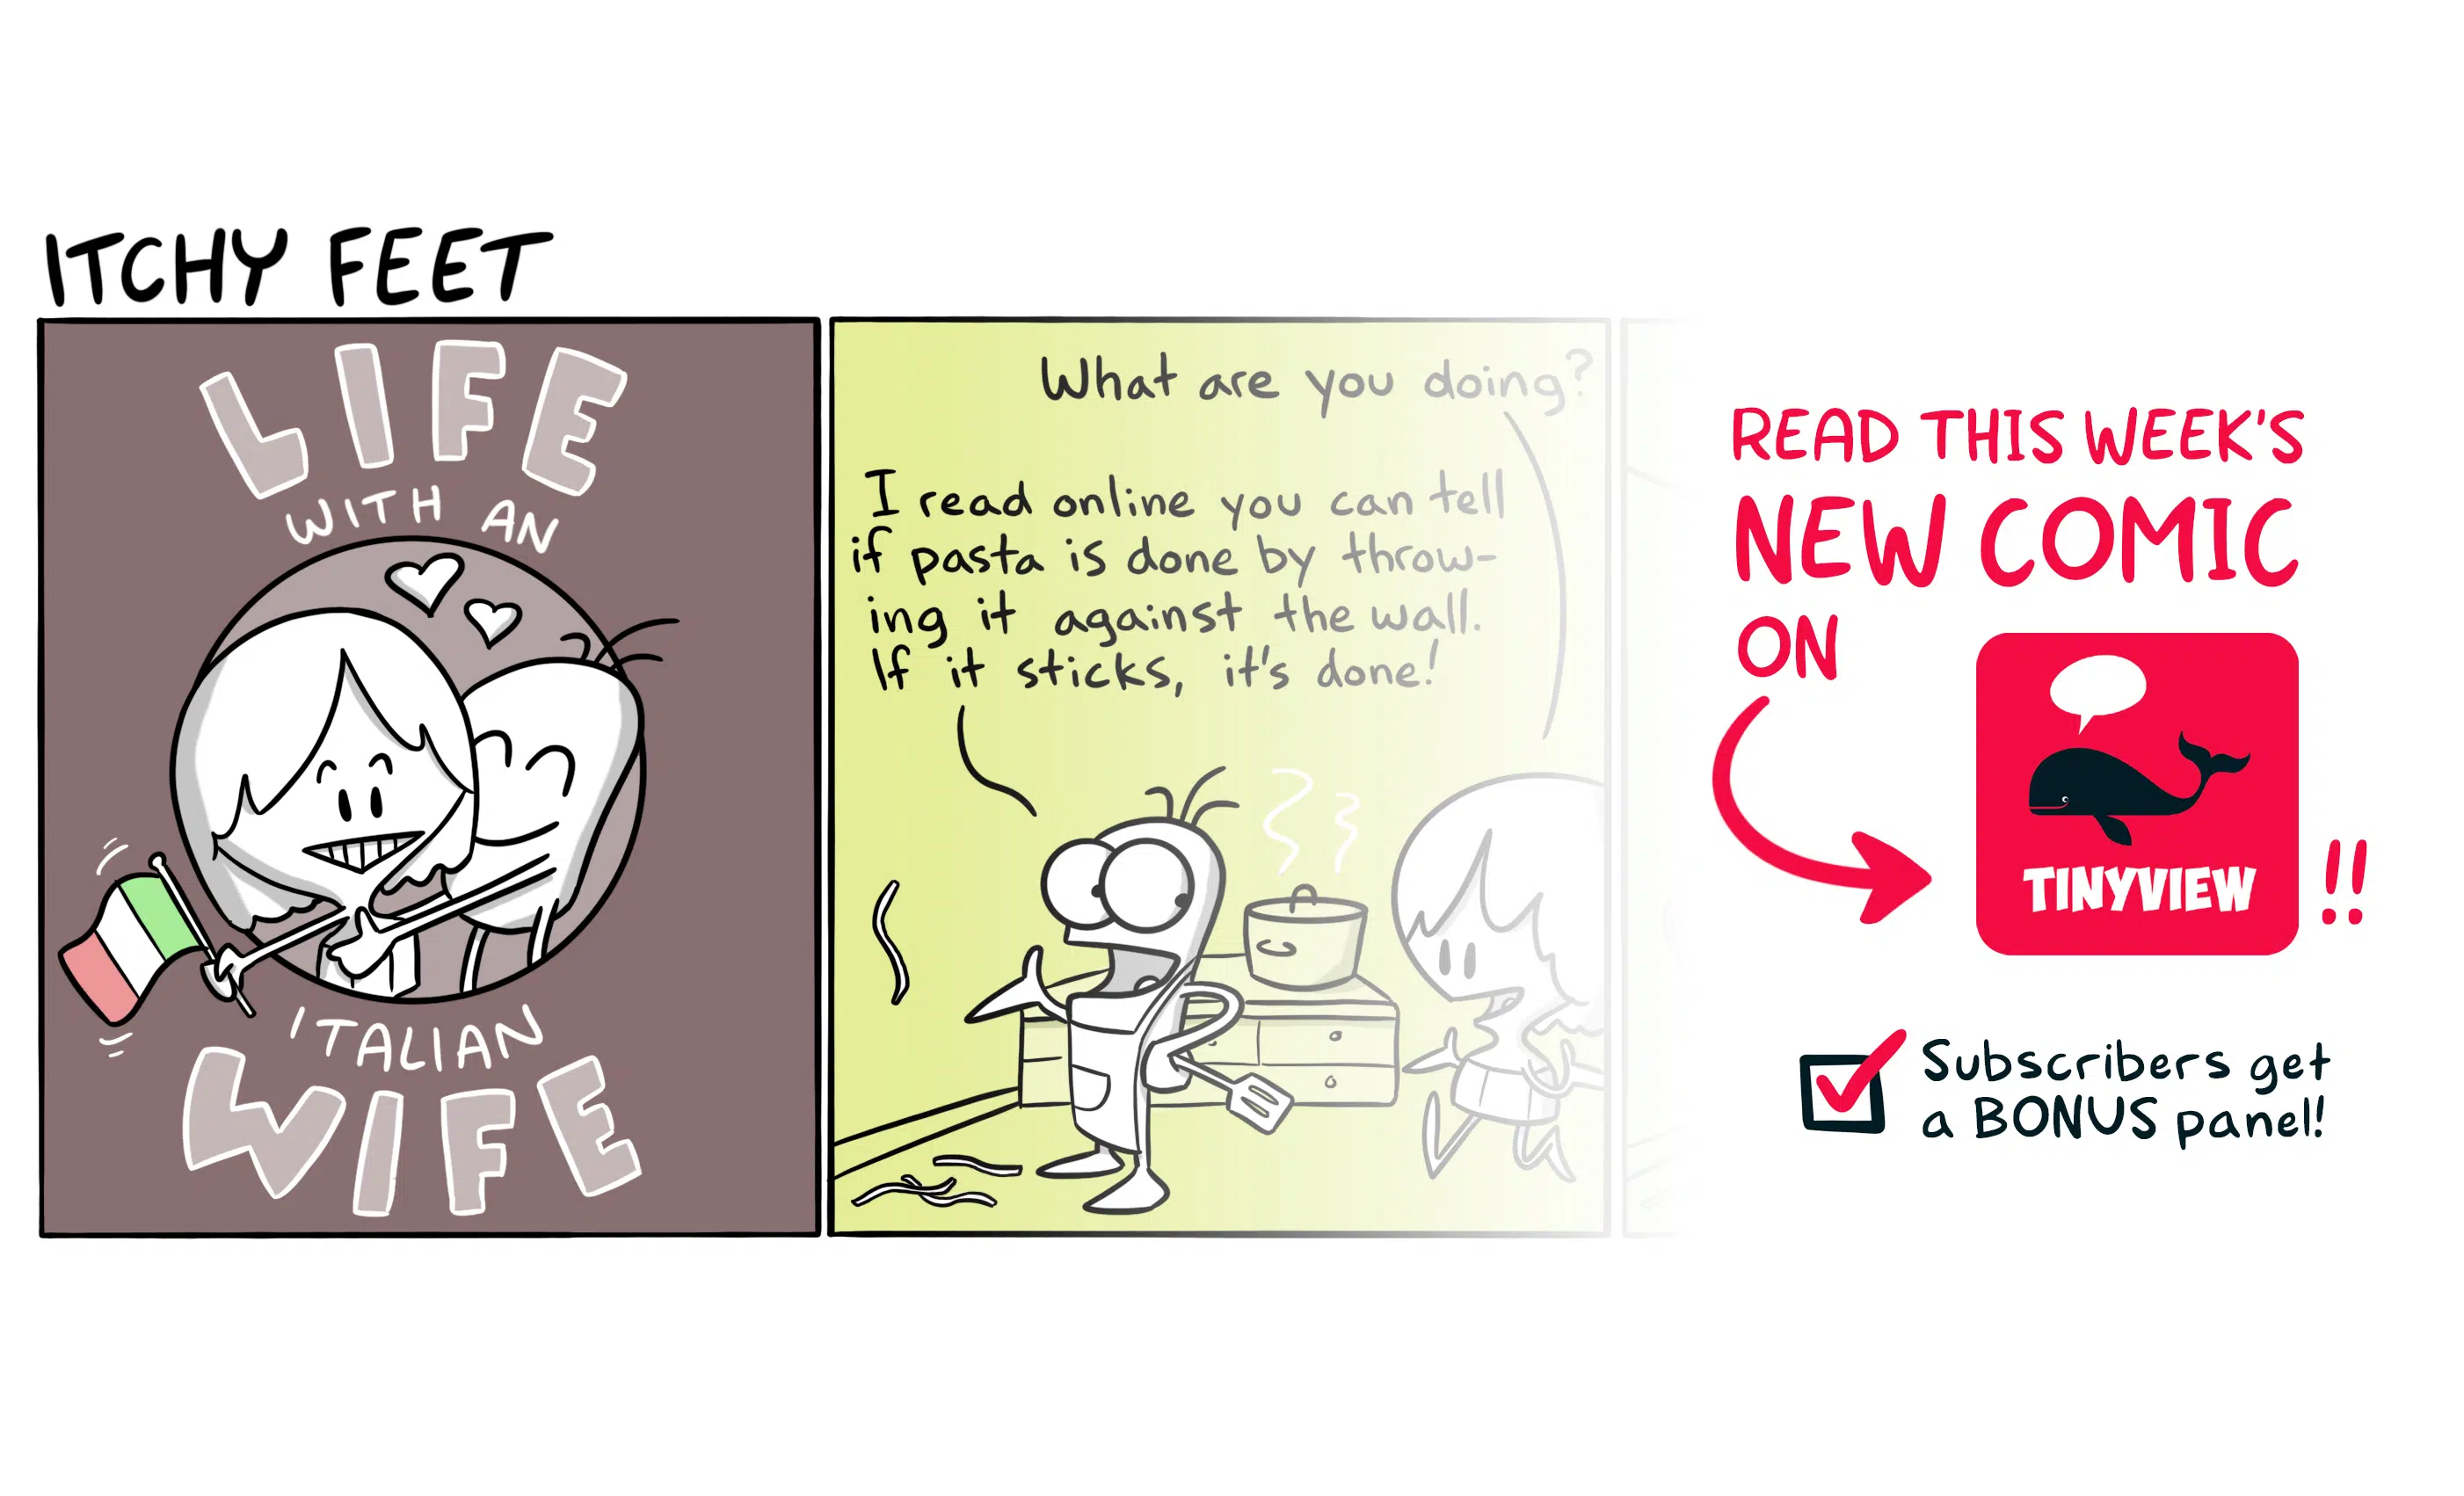 ITCHY FEET
LIFE
WITH AN
ITALIAN
WIFE
What are you doing?
I read online you can tell
if pasta is done by throw-
ing it against the wall.
If it sticks, it's done!
READ THIS WEEK'S
NEW COMIC
ON
TINYVIEW
!!
Subscribers get
a BONUS panel!